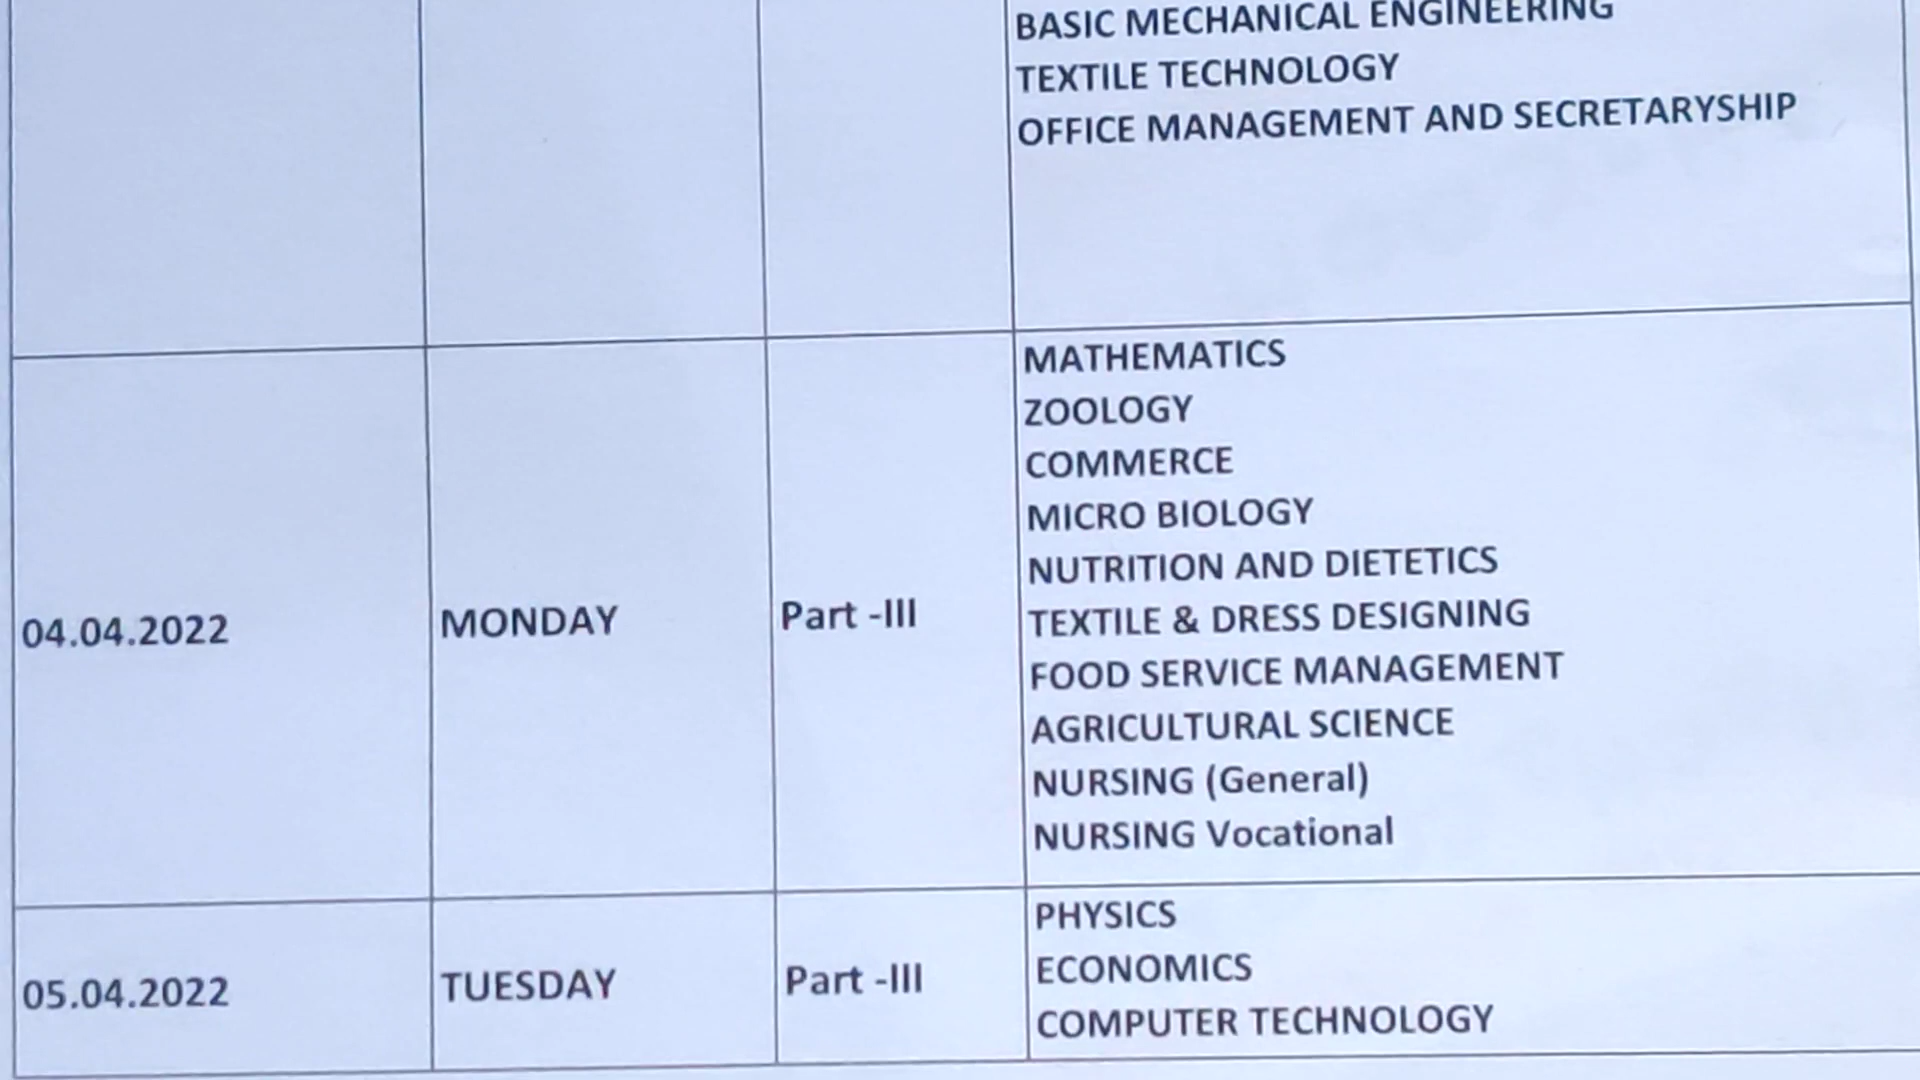 BASIC MECHANICAL ENGINEERING
TEXTILE TECHNOLOGY
OFFICE MANAGEMENT AND SECRETARYSHIP
04.04.2022 MONDAY Part -III
MATHEMATICS
ZOOLOGY
COMMERCE
MICRO BIOLOGY
NUTRITION AND DIETETICS
TEXTILE & DRESS DESIGNING
FOOD SERVICE MANAGEMENT
AGRICULTURAL SCIENCE
NURSING (General)
NURSING Vocational
05.04.2022 TUESDAY Part -III
PHYSICS
ECONOMICS
COMPUTER TECHNOLOGY